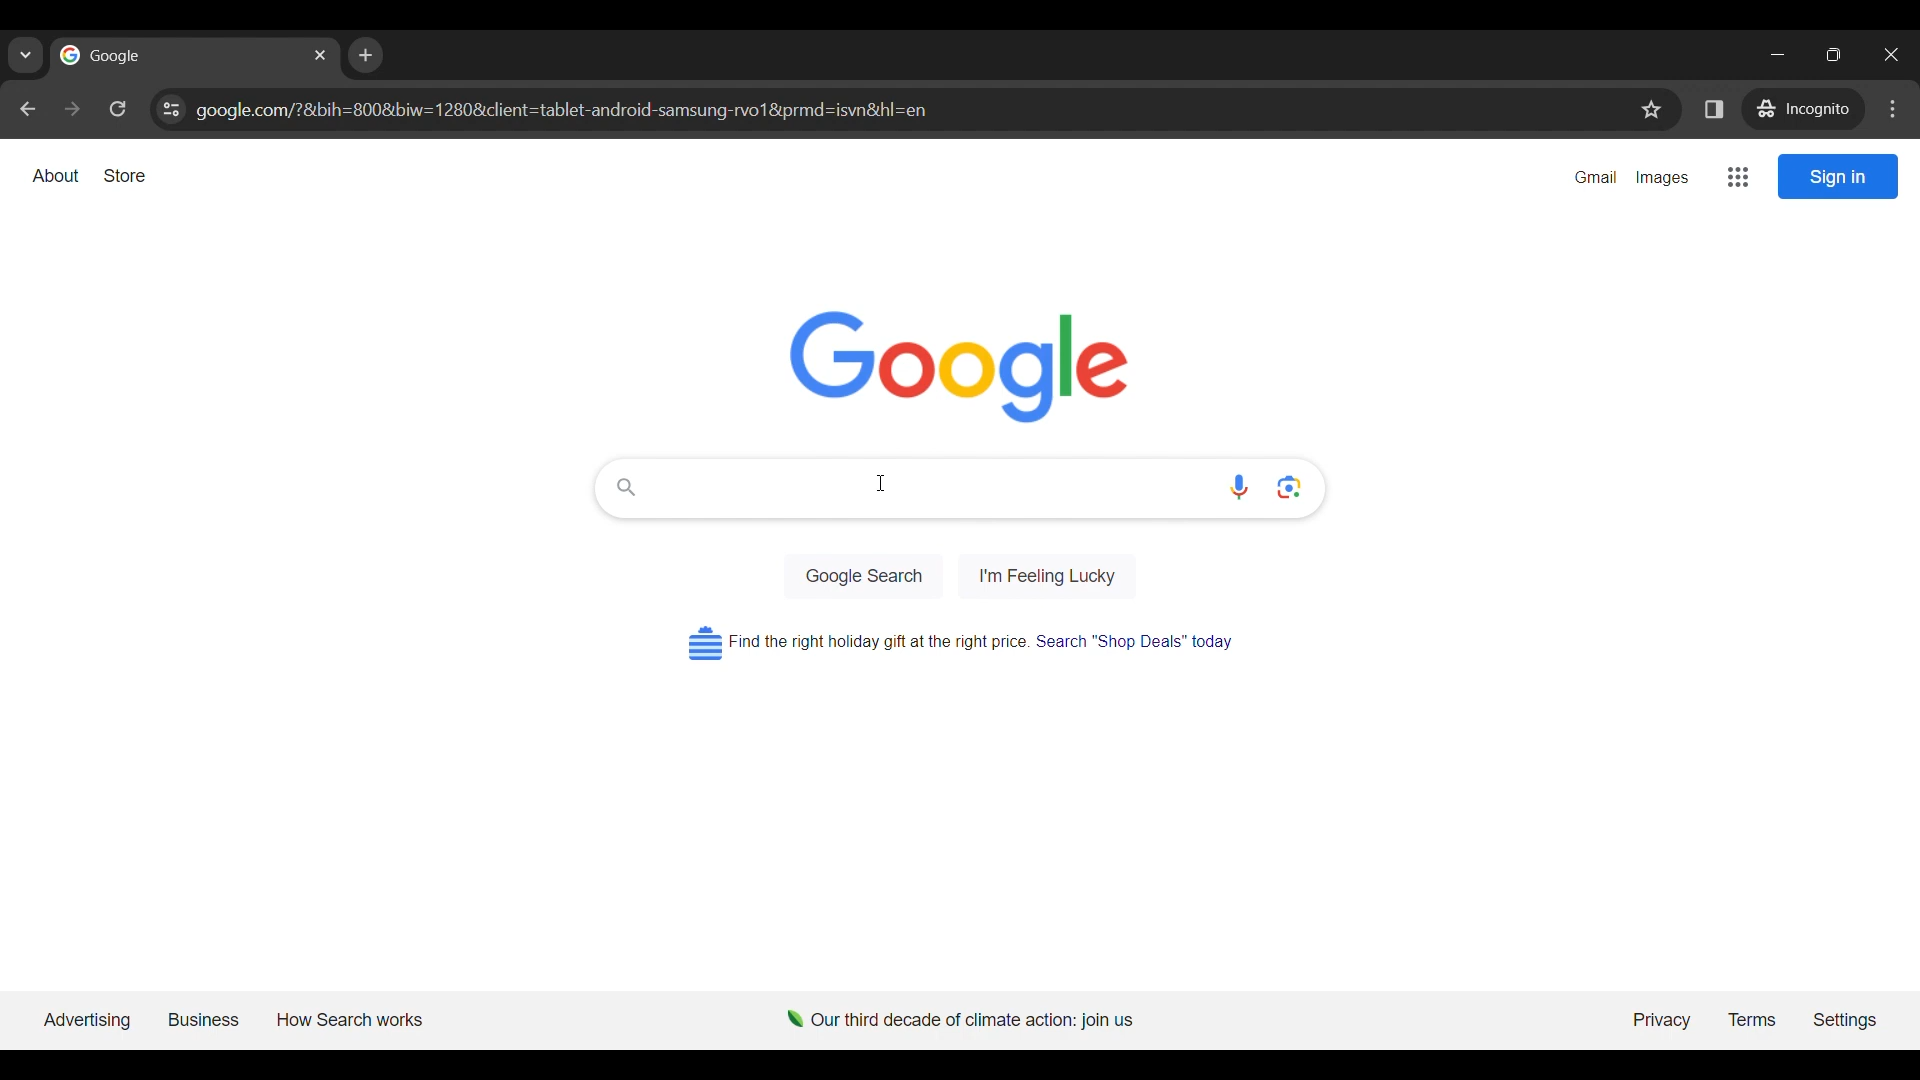 Google
google.com/?&bih=800&biw=1280&client=tablet-android-samsung-rvo1&prmd=isvn&hl=en
Incognito
About Store
Gmail Images
Sign in
Google
Google Search
I'm Feeling Lucky
Find the right holiday gift at the right price. Search "Shop Deals" today
Advertising Business How Search works
Our third decade of climate action: join us
Privacy Terms Settings